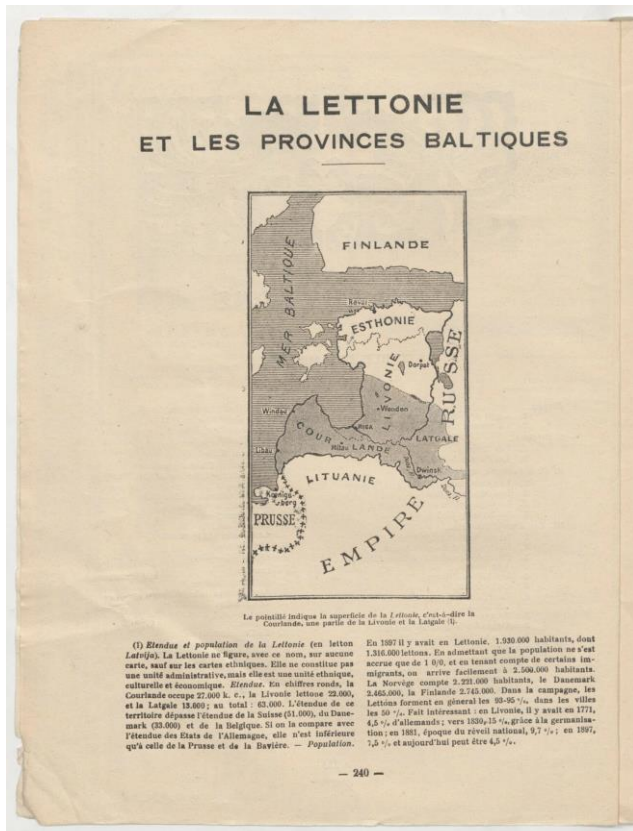 LA LETTONIE
ET LES PROVINCES BALTIQUES
FINLANDE
MER BALTIQUE
Reval
ESTHONIE
Dorpat
LIVONIE
RUSSE
Windau
Wenden
RIGA
COURLANDE
LATGALE
Libau
Mitau
Dwinsk
LITUANIE
Kœnigsberg
PRUSSE
EMPIRE
Le pointillé indique la superficie de la Lettonie, c'est-à-dire la
Courlande, une partie de la Livonie et la Latgale (1).
(1) Etendue et population de la Lettonie (en letton
Latvija). La Lettonie ne figure, avec ce nom, sur aucune
carte, sauf sur les cartes ethniques. Elle ne constitue pas
une unité administrative, mais elle est une unité ethnique,
culturelle et économique. Etendue. En chiffres ronds, la
Courlande occupe 27.000 k. c., la Livonie lettone 23.000,
et la Latgale 13.000; au total: 63.000. L'étendue de ce
territoire dépasse l'étendue de la Suisse (51.000), du Dane-
mark (33.000) et de la Belgique. Si on la compare avec
l'étendue des Etats de l'Allemagne, elle n'est inférieure
qu'à celle de la Prusse et de la Bavière. — Population.
En 1897 il y avait en Lettonie, 1.930.000 habitants, dont
1.316.000 lettons. En admettant que la population ne s'est
accrue que de 1 0/0, et en tenant compte de certains im-
migrants, on arrive facilement à 2.500.000 habitants.
La Norvège compte 2.221.000 habitants, le Danemark
2.465.000, la Finlande 2.745.000. Dans la campagne, les
Lettons forment en général les 93-95 %, dans les villes
les 50 %. Fait intéressant: en Livonie, il y avait en 1771,
4,5 % d'allemands; vers 1830, 15 %, grâce à la germanisa-
tion; en 1881, époque du réveil national, 9,7 %; en 1897,
7,5 % et aujourd'hui peut être 4,5 %.
— 240 —